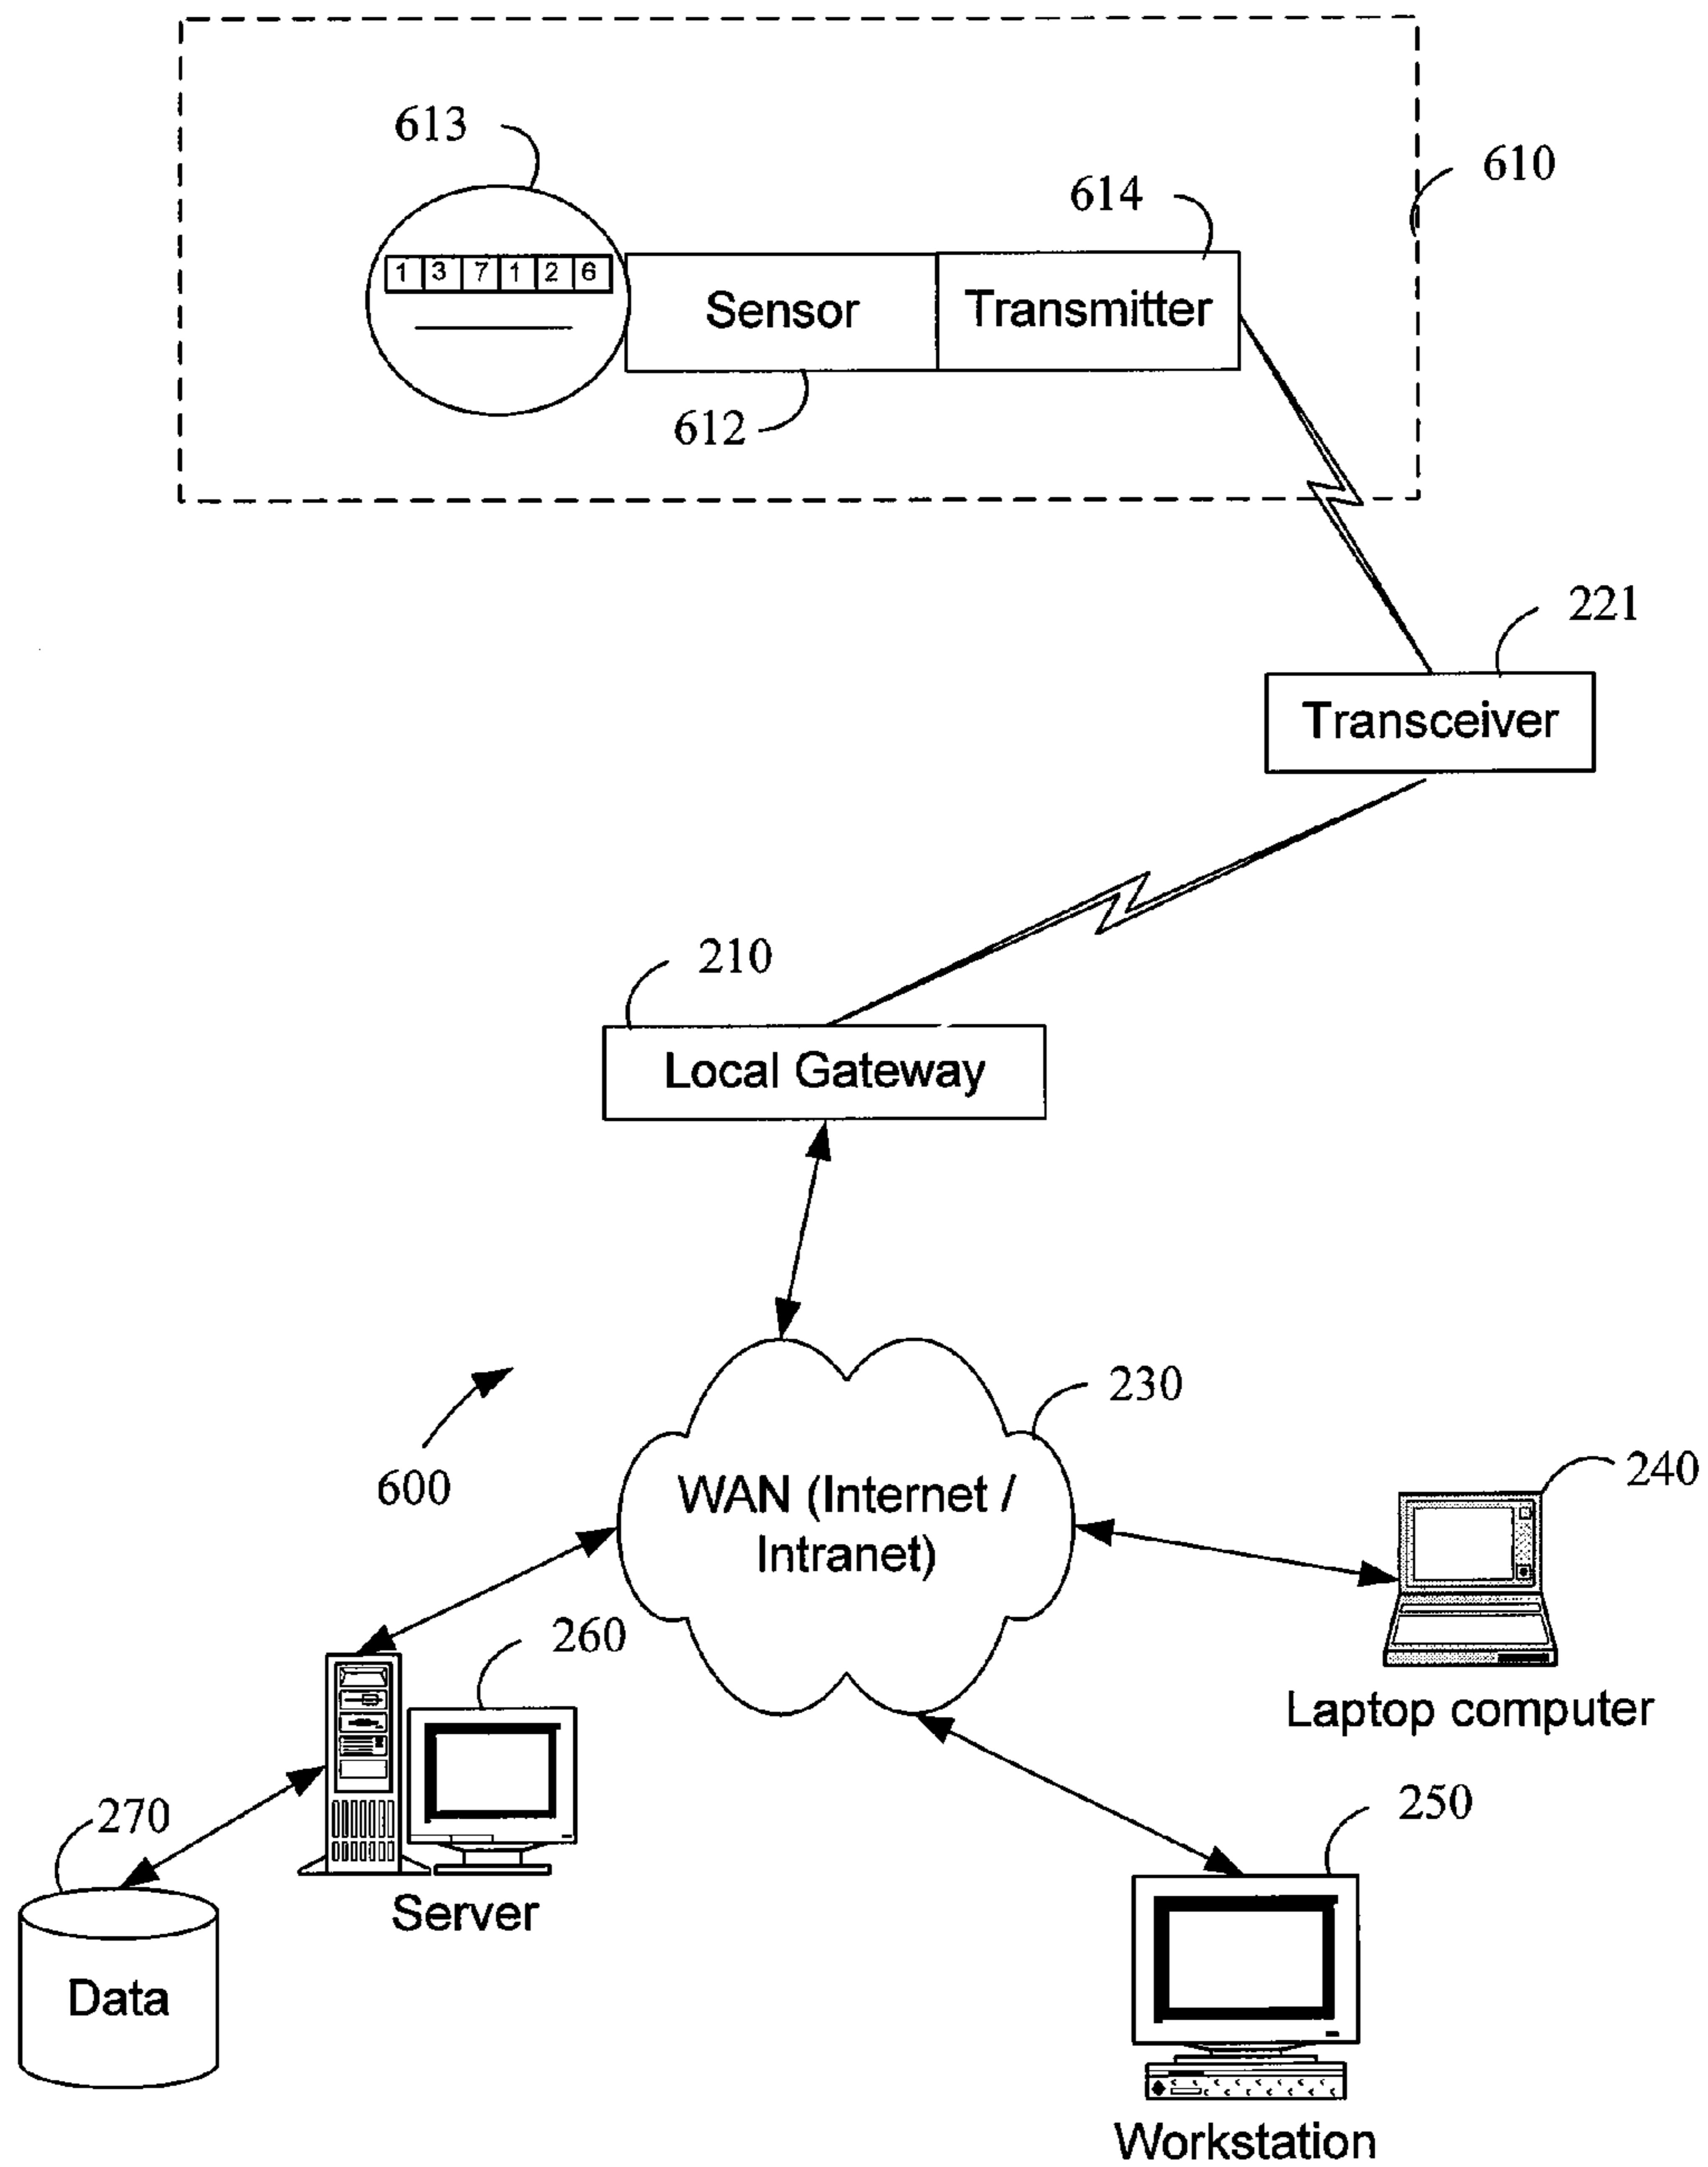 613
610
614
1 3 7 1 2 6
Sensor
Transmitter
612
221
Transceiver
210
Local Gateway
230
600
WAN (Internet /
Intranet)
240
260
Laptop computer
270
250
Server
Data
Workstation